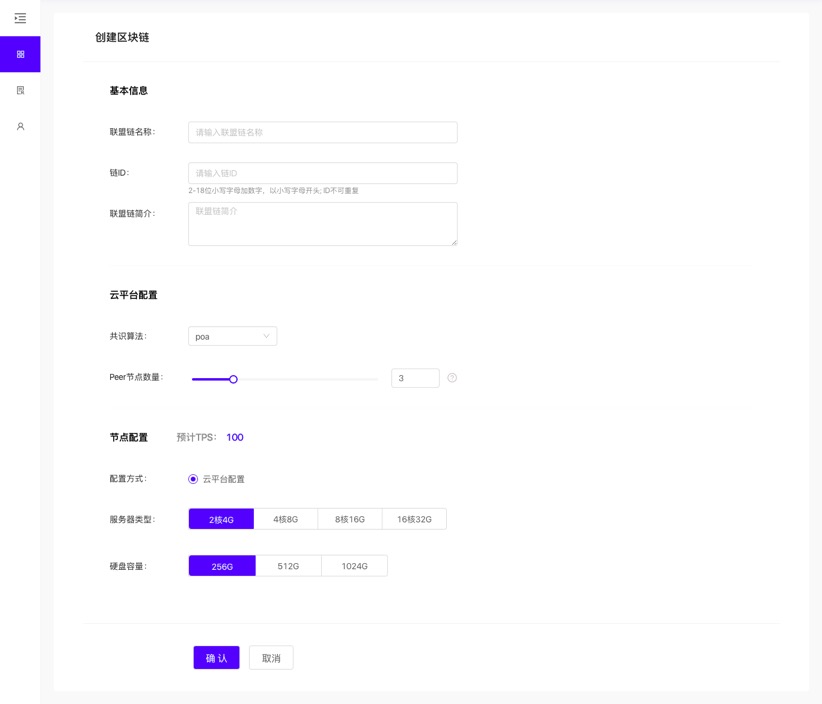 创建区块链
基本信息
联盟链名称：
请输入联盟链名称
链ID：
请输入链ID
2-18位小写字母加数字，以小写字母开头; ID不可重复
联盟链简介：
联盟链简介
云平台配置
共识算法：
poa
Peer节点数量：
3
节点配置 预计TPS： 100
配置方式：
云平台配置
服务器类型：
2核4G 4核8G 8核16G 16核32G
硬盘容量：
256G 512G 1024G
确 认 取消